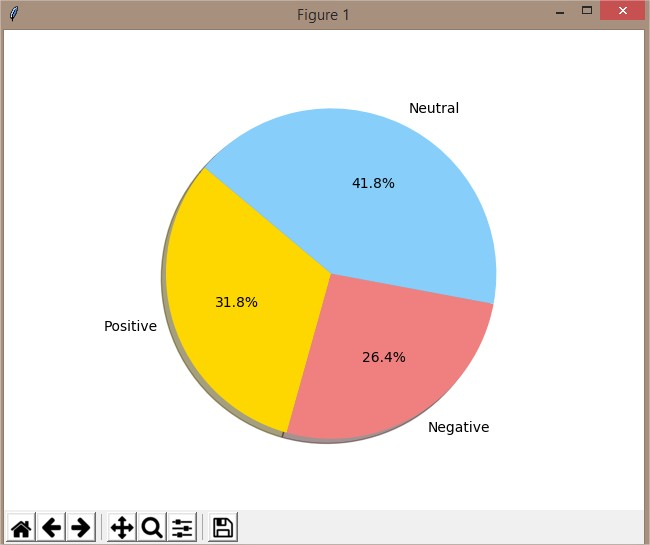 Figure 1
Neutral
41.8%
31.8%
Positive
26.4%
Negative